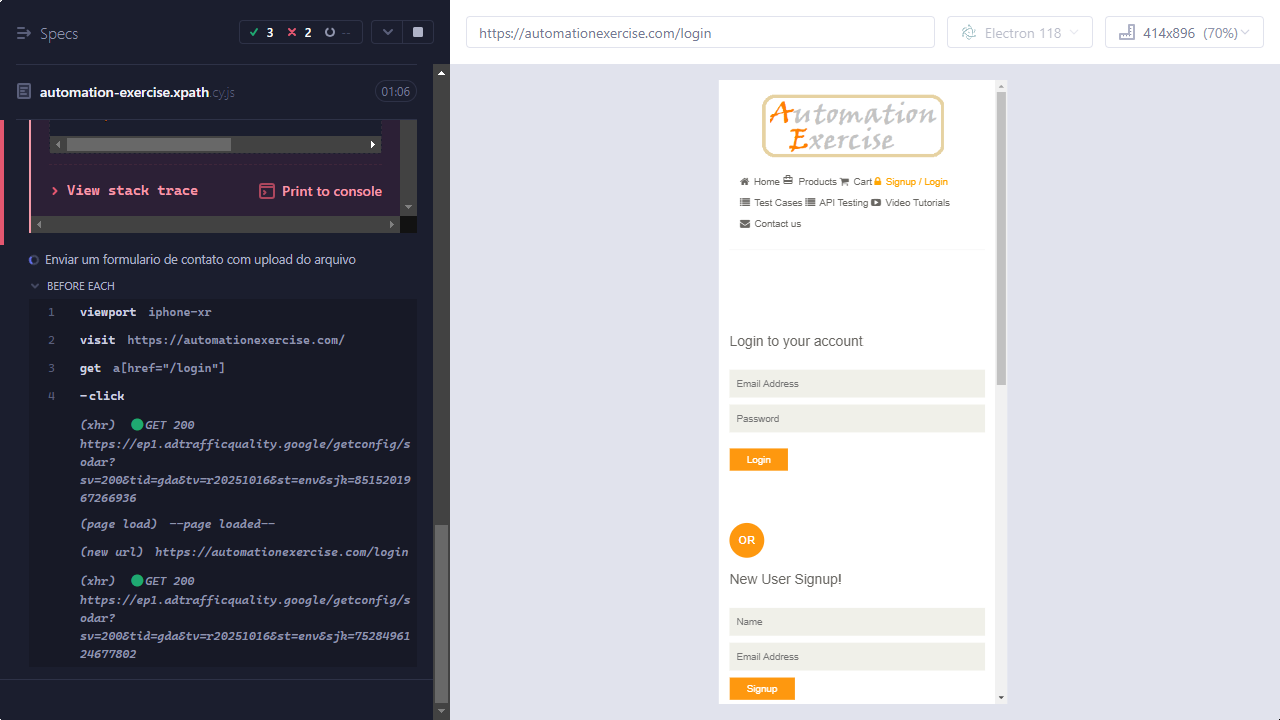 Specs
3 2 --
automation-exercise.xpath.cy.js 01:06
View stack trace Print to console
Enviar um formulario de contato com upload do arquivo
BEFORE EACH
1 viewport iphone-xr
2 visit https://automationexercise.com/
3 get a[href="/login"]
4 -click
(xhr) GET 200
https://ep1.adtrafficquality.google/getconfig/s
odar?
sv=200&tid=gda&tv=r20251016&st=env&sjk=8515201
967266936
(page load) --page loaded--
(new url) https://automationexercise.com/login
(xhr) GET 200
https://ep1.adtrafficquality.google/getconfig/s
odar?
sv=200&tid=gda&tv=r20251016&st=env&sjk=7528496
124677802
https://automationexercise.com/login
Electron 118
414x896 (70%)
Automation
Exercise
Home Products Cart Signup / Login
Test Cases API Testing Video Tutorials
Contact us
Login to your account
Email Address
Password
Login
OR
New User Signup!
Name
Email Address
Signup